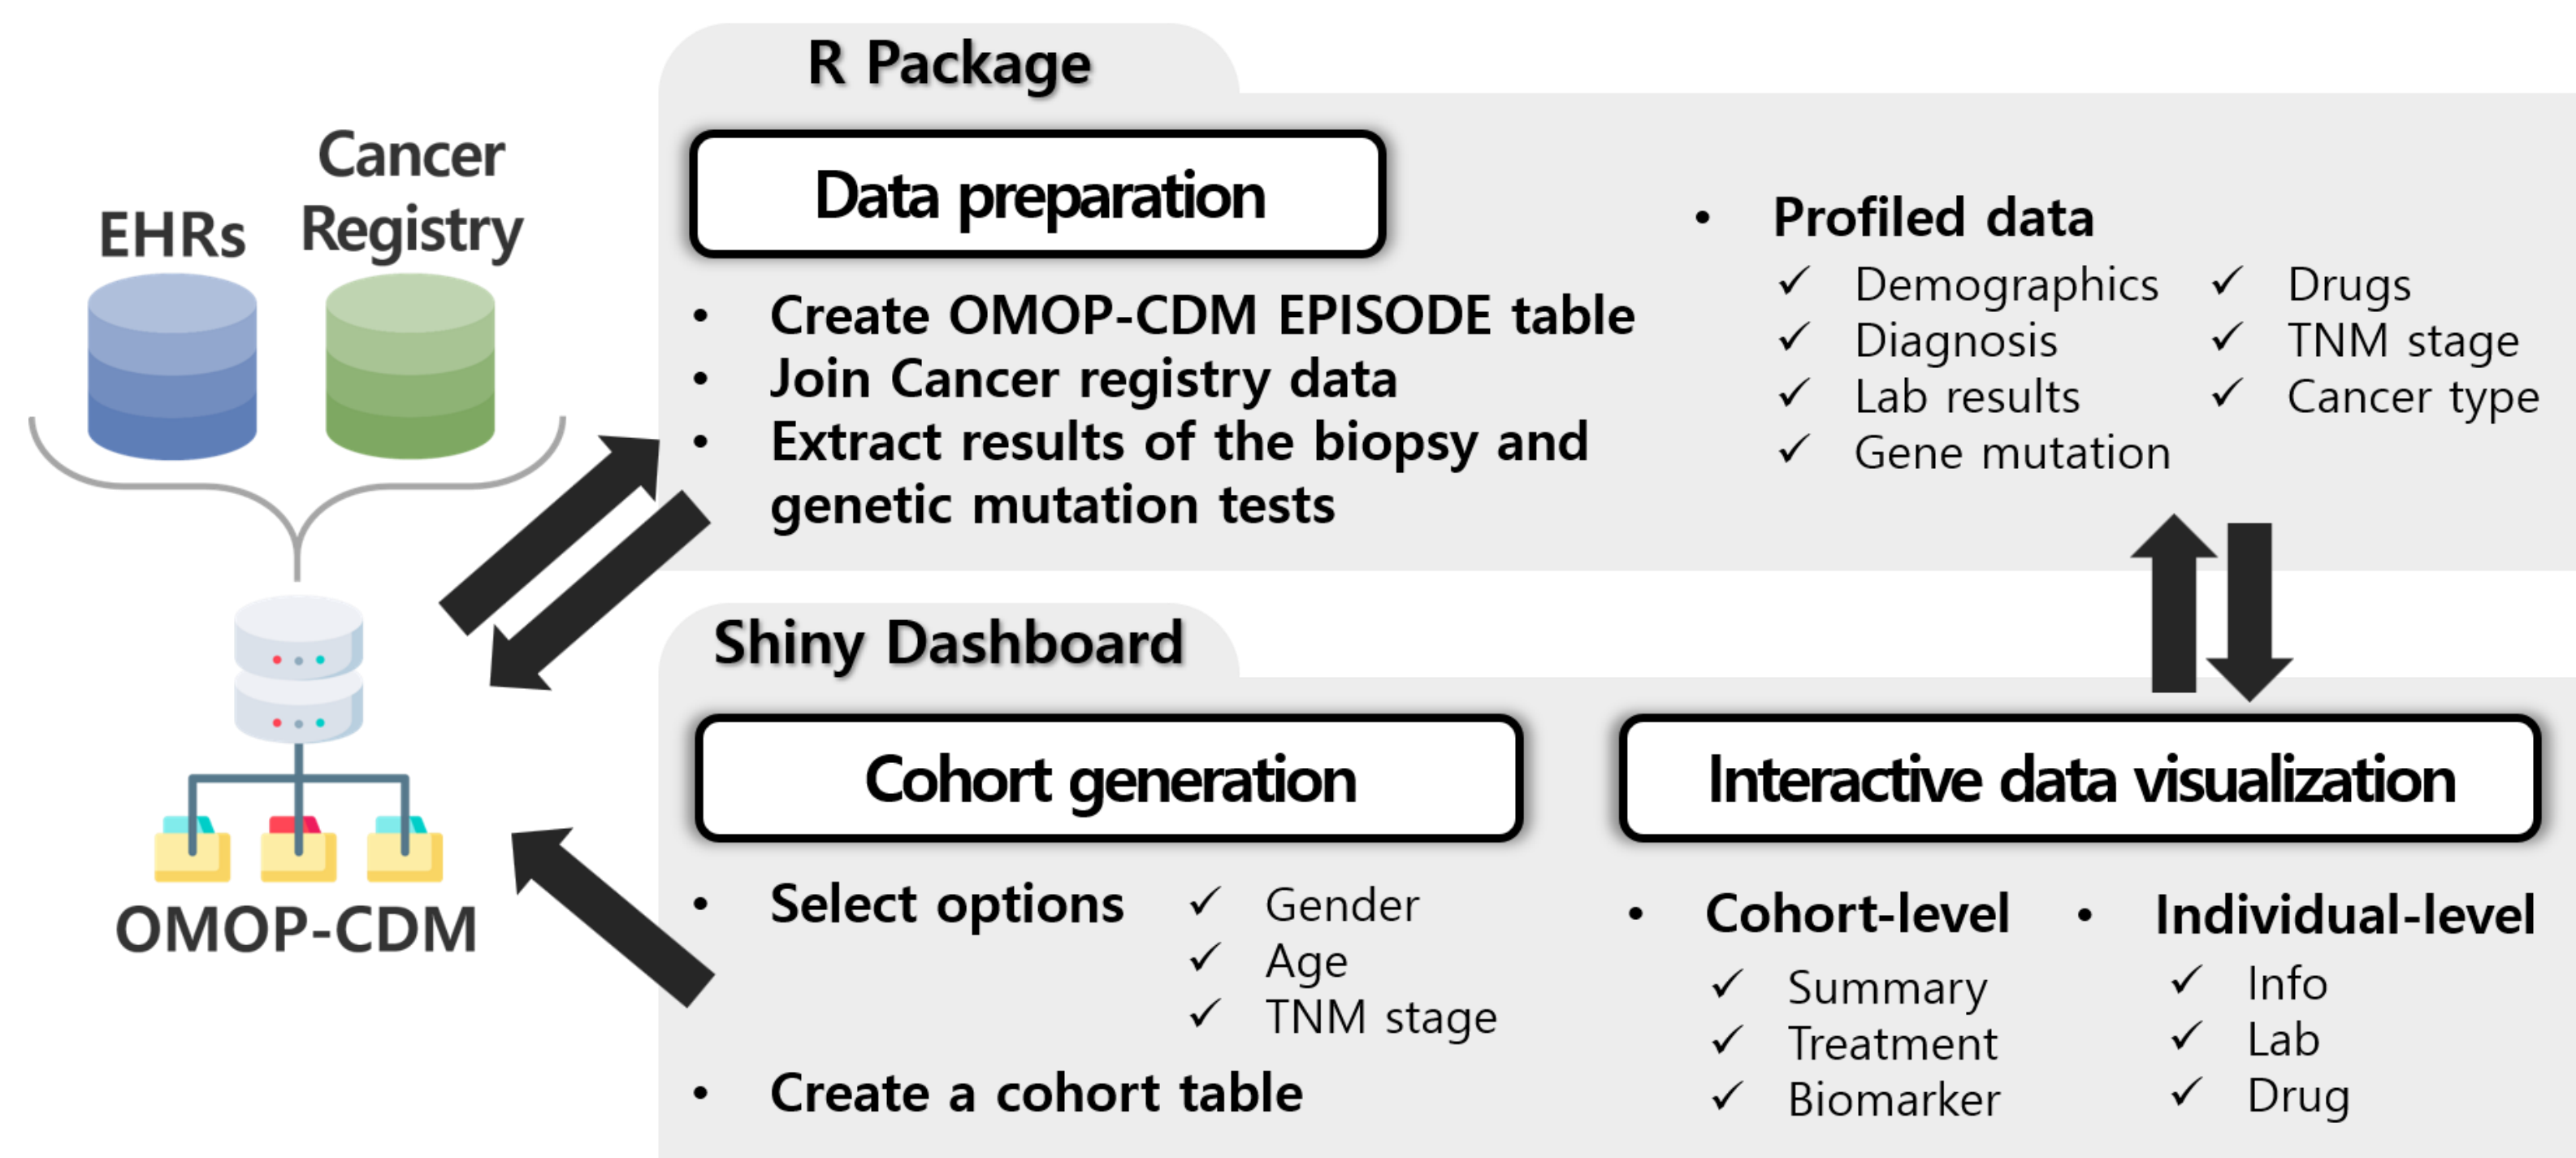 EHRs
Cancer
Registry
OMOP-CDM
R Package
Data preparation
• Create OMOP-CDM EPISODE table
• Join Cancer registry data
• Extract results of the biopsy and
genetic mutation tests
• Profiled data
✓ Demographics
✓ Diagnosis
✓ Lab results
✓ Gene mutation
✓ Drugs
✓ TNM stage
✓ Cancer type
Shiny Dashboard
Cohort generation
• Select options
✓ Gender
✓ Age
✓ TNM stage
• Create a cohort table
Interactive data visualization
• Cohort-level
✓ Summary
✓ Treatment
✓ Biomarker
• Individual-level
✓ Info
✓ Lab
✓ Drug